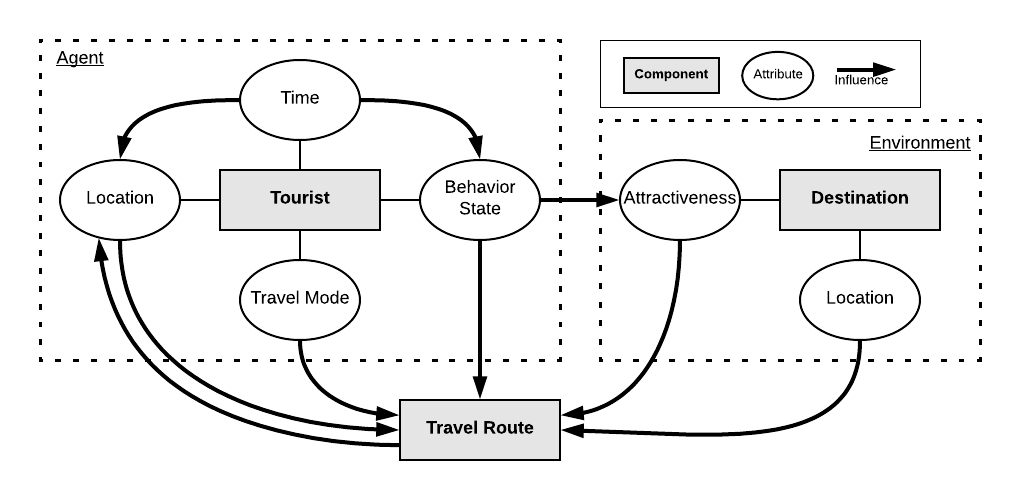 Agent
Time
Location
Tourist
Behavior
State
Travel Mode
Component
Attribute
Influence
Environment
Attractiveness
Destination
Location
Travel Route